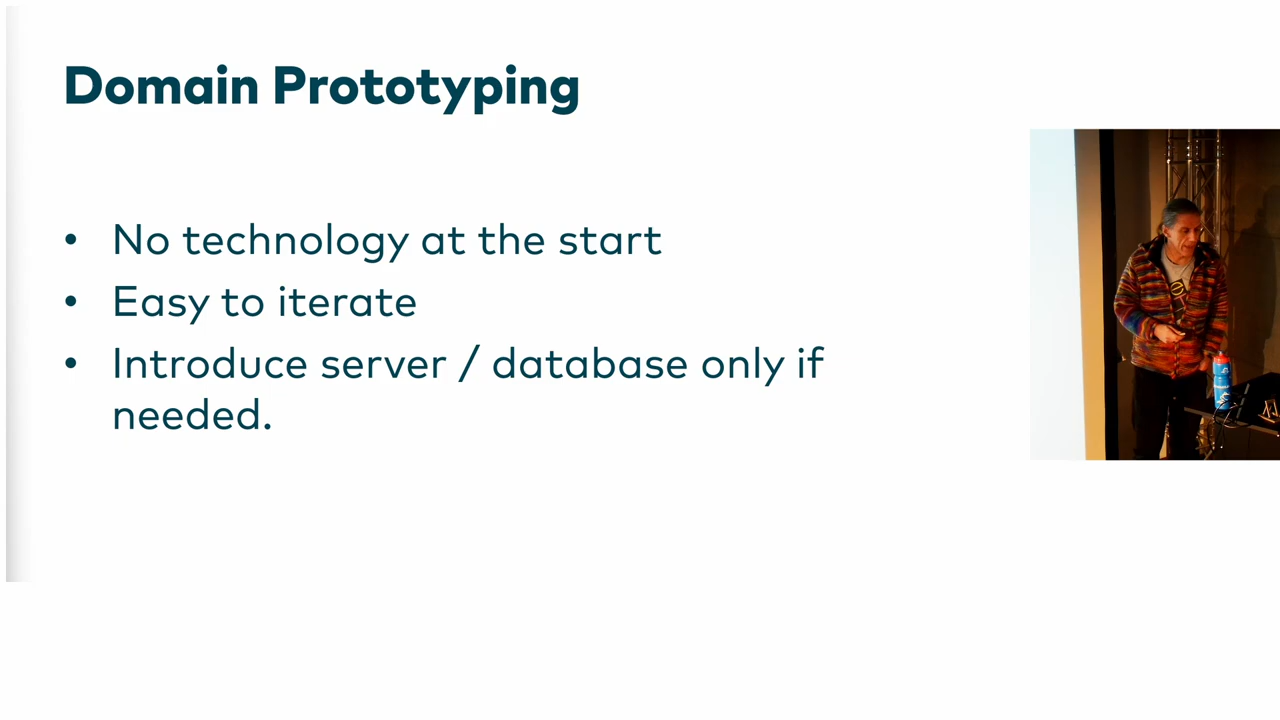 Domain Prototyping
• No technology at the start
• Easy to iterate
• Introduce server / database only if
needed.